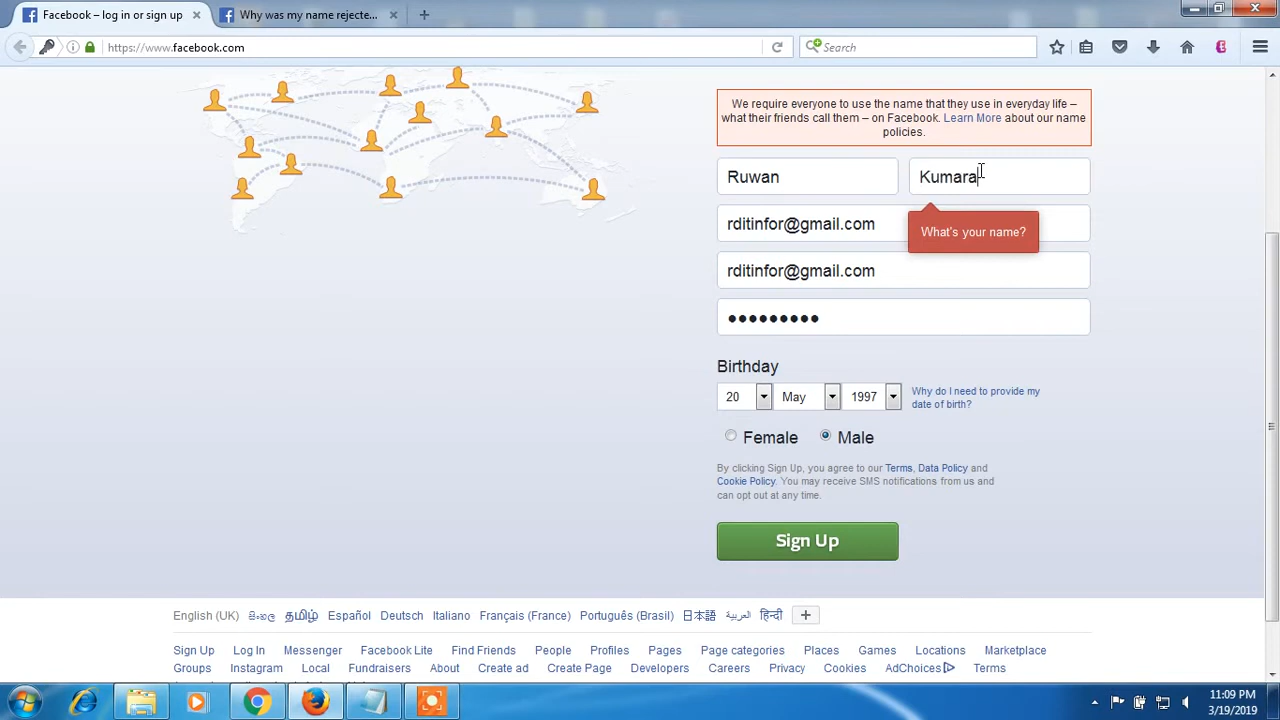 Facebook – log in or sign up
Why was my name rejecte...
https://www.facebook.com
Search
We require everyone to use the name that they use in everyday life –
what their friends call them – on Facebook. Learn More about our name
policies.
Ruwan
Kumara
rditinfor@gmail.com
What's your name?
rditinfor@gmail.com
●●●●●●●●●
Birthday
20 May 1997
Why do I need to provide my
date of birth?
Female Male
By clicking Sign Up, you agree to our Terms, Data Policy and
Cookie Policy. You may receive SMS notifications from us and
can opt out at any time.
Sign Up
English (UK) සිංහල தமிழ் Español Deutsch Italiano Français (France) Português (Brasil) 日本語 العربية हिन्दी +
Sign Up Log In Messenger Facebook Lite Find Friends People Profiles Pages Page categories Places Games Locations Marketplace
Groups Instagram Local Fundraisers About Create ad Create Page Developers Careers Privacy Cookies AdChoices Terms
11:09 PM
3/19/2019